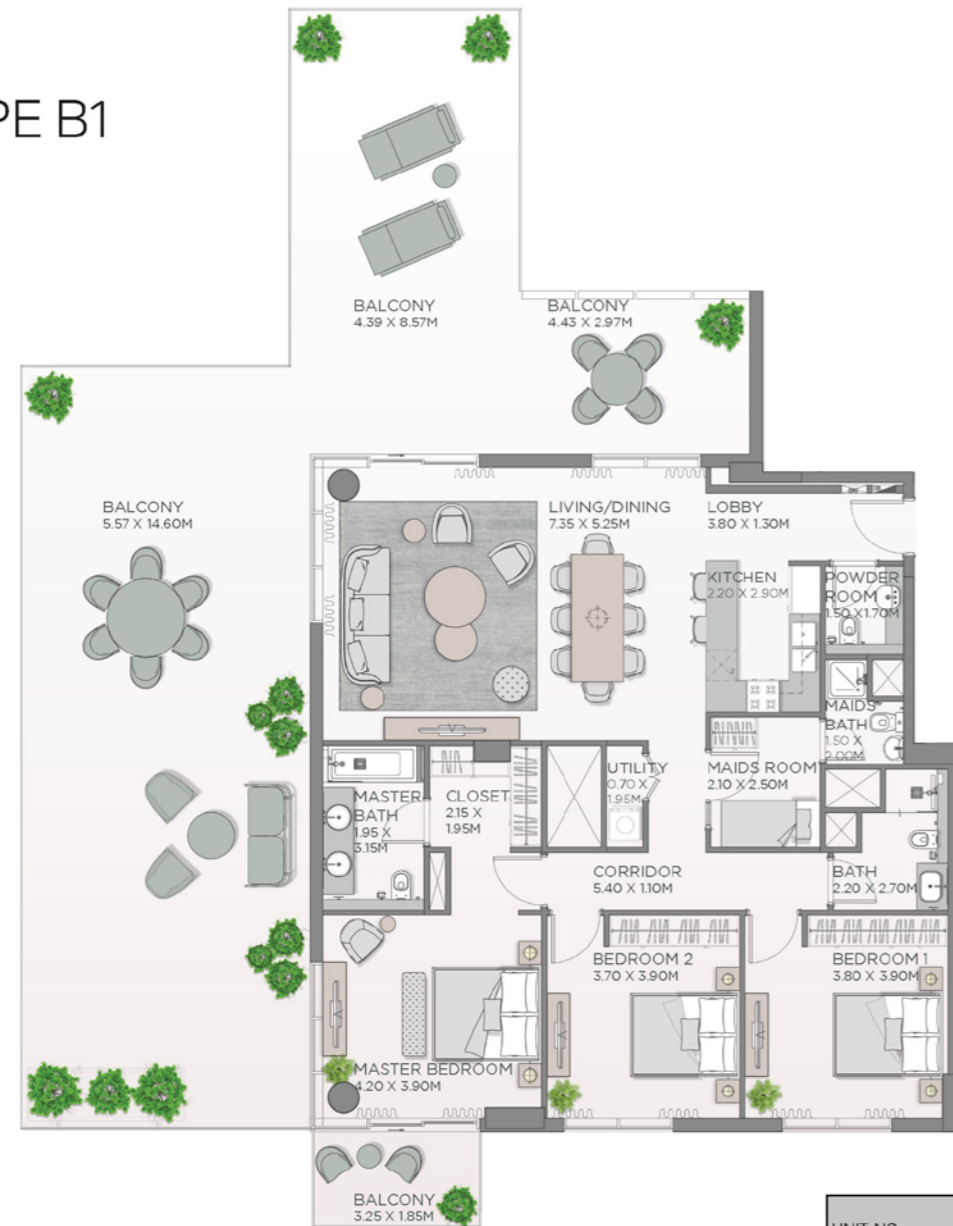 PE B1
BALCONY
4.39 X 8.57M
BALCONY
4.43 X 2.97M
BALCONY
5.57 X 14.60M
LIVING/DINING
7.35 X 5.25M
LOBBY
3.80 X 1.30M
KITCHEN
2.20 X 2.90M
POWDER
ROOM
1.50 X1.70M
MAIDS
BATH
1.50 X
2.00M
MASTER
BATH
1.95 X
3.15M
CLOSET
2.15 X
1.95M
UTILITY
0.70 X
1.95M
MAIDS ROOM
2.10 X 2.50M
CORRIDOR
5.40 X 1.10M
BATH
2.20 X 2.70M
MASTER BEDROOM
4.20 X 3.90M
BEDROOM 2
3.70 X 3.90M
BEDROOM 1
3.80 X 3.90M
BALCONY
3.25 X 1.85M